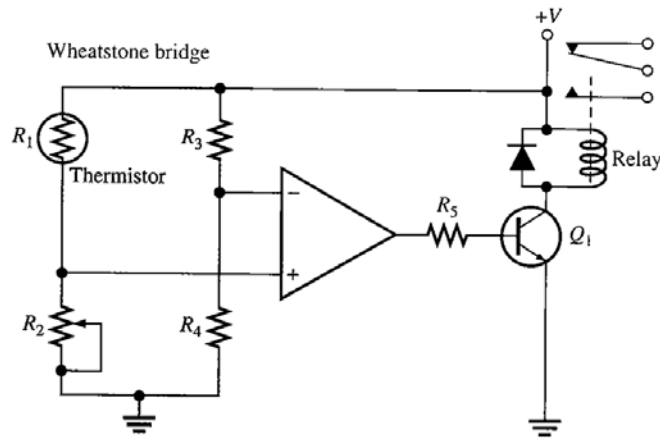 +V
Wheatstone bridge
R1
R3
Thermistor
Relay
−
R5
Q1
+
R2
R4